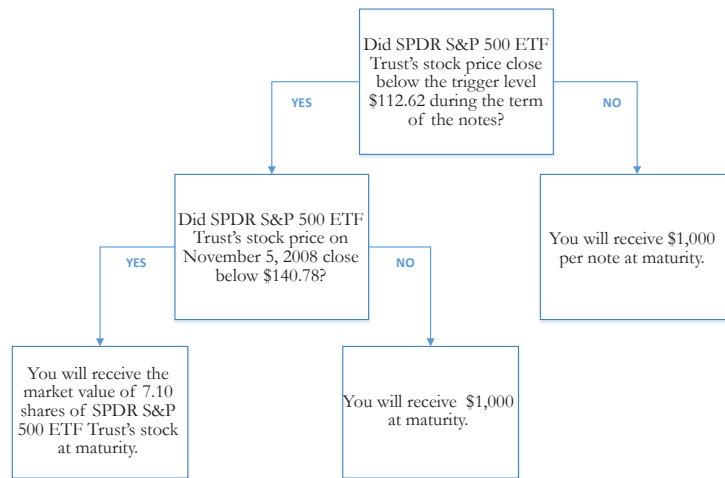 Did SPDR S&P 500 ETF
Trust's stock price close
below the trigger level
$112.62 during the term
of the notes?
YES
NO
Did SPDR S&P 500 ETF
Trust's stock price on
November 5, 2008 close
below $140.78?
You will receive $1,000
per note at maturity.
YES
NO
You will receive the
market value of 7.10
shares of SPDR S&P
500 ETF Trust's stock
at maturity.
You will receive $1,000
at maturity.